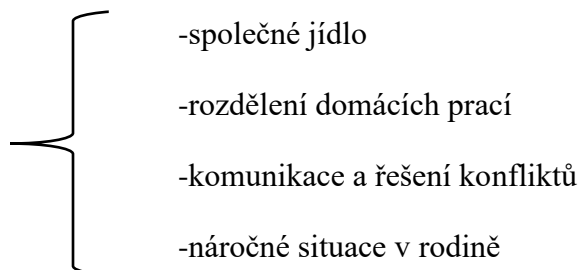 -společné jídlo
-rozdělení domácích prací
-komunikace a řešení konfliktů
-náročné situace v rodině